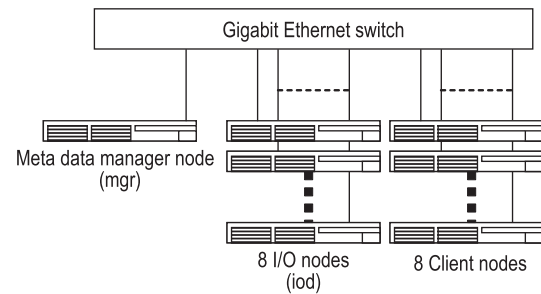 Gigabit Ethernet switch
Meta data manager node
(mgr)
8 I/O nodes
(iod)
8 Client nodes